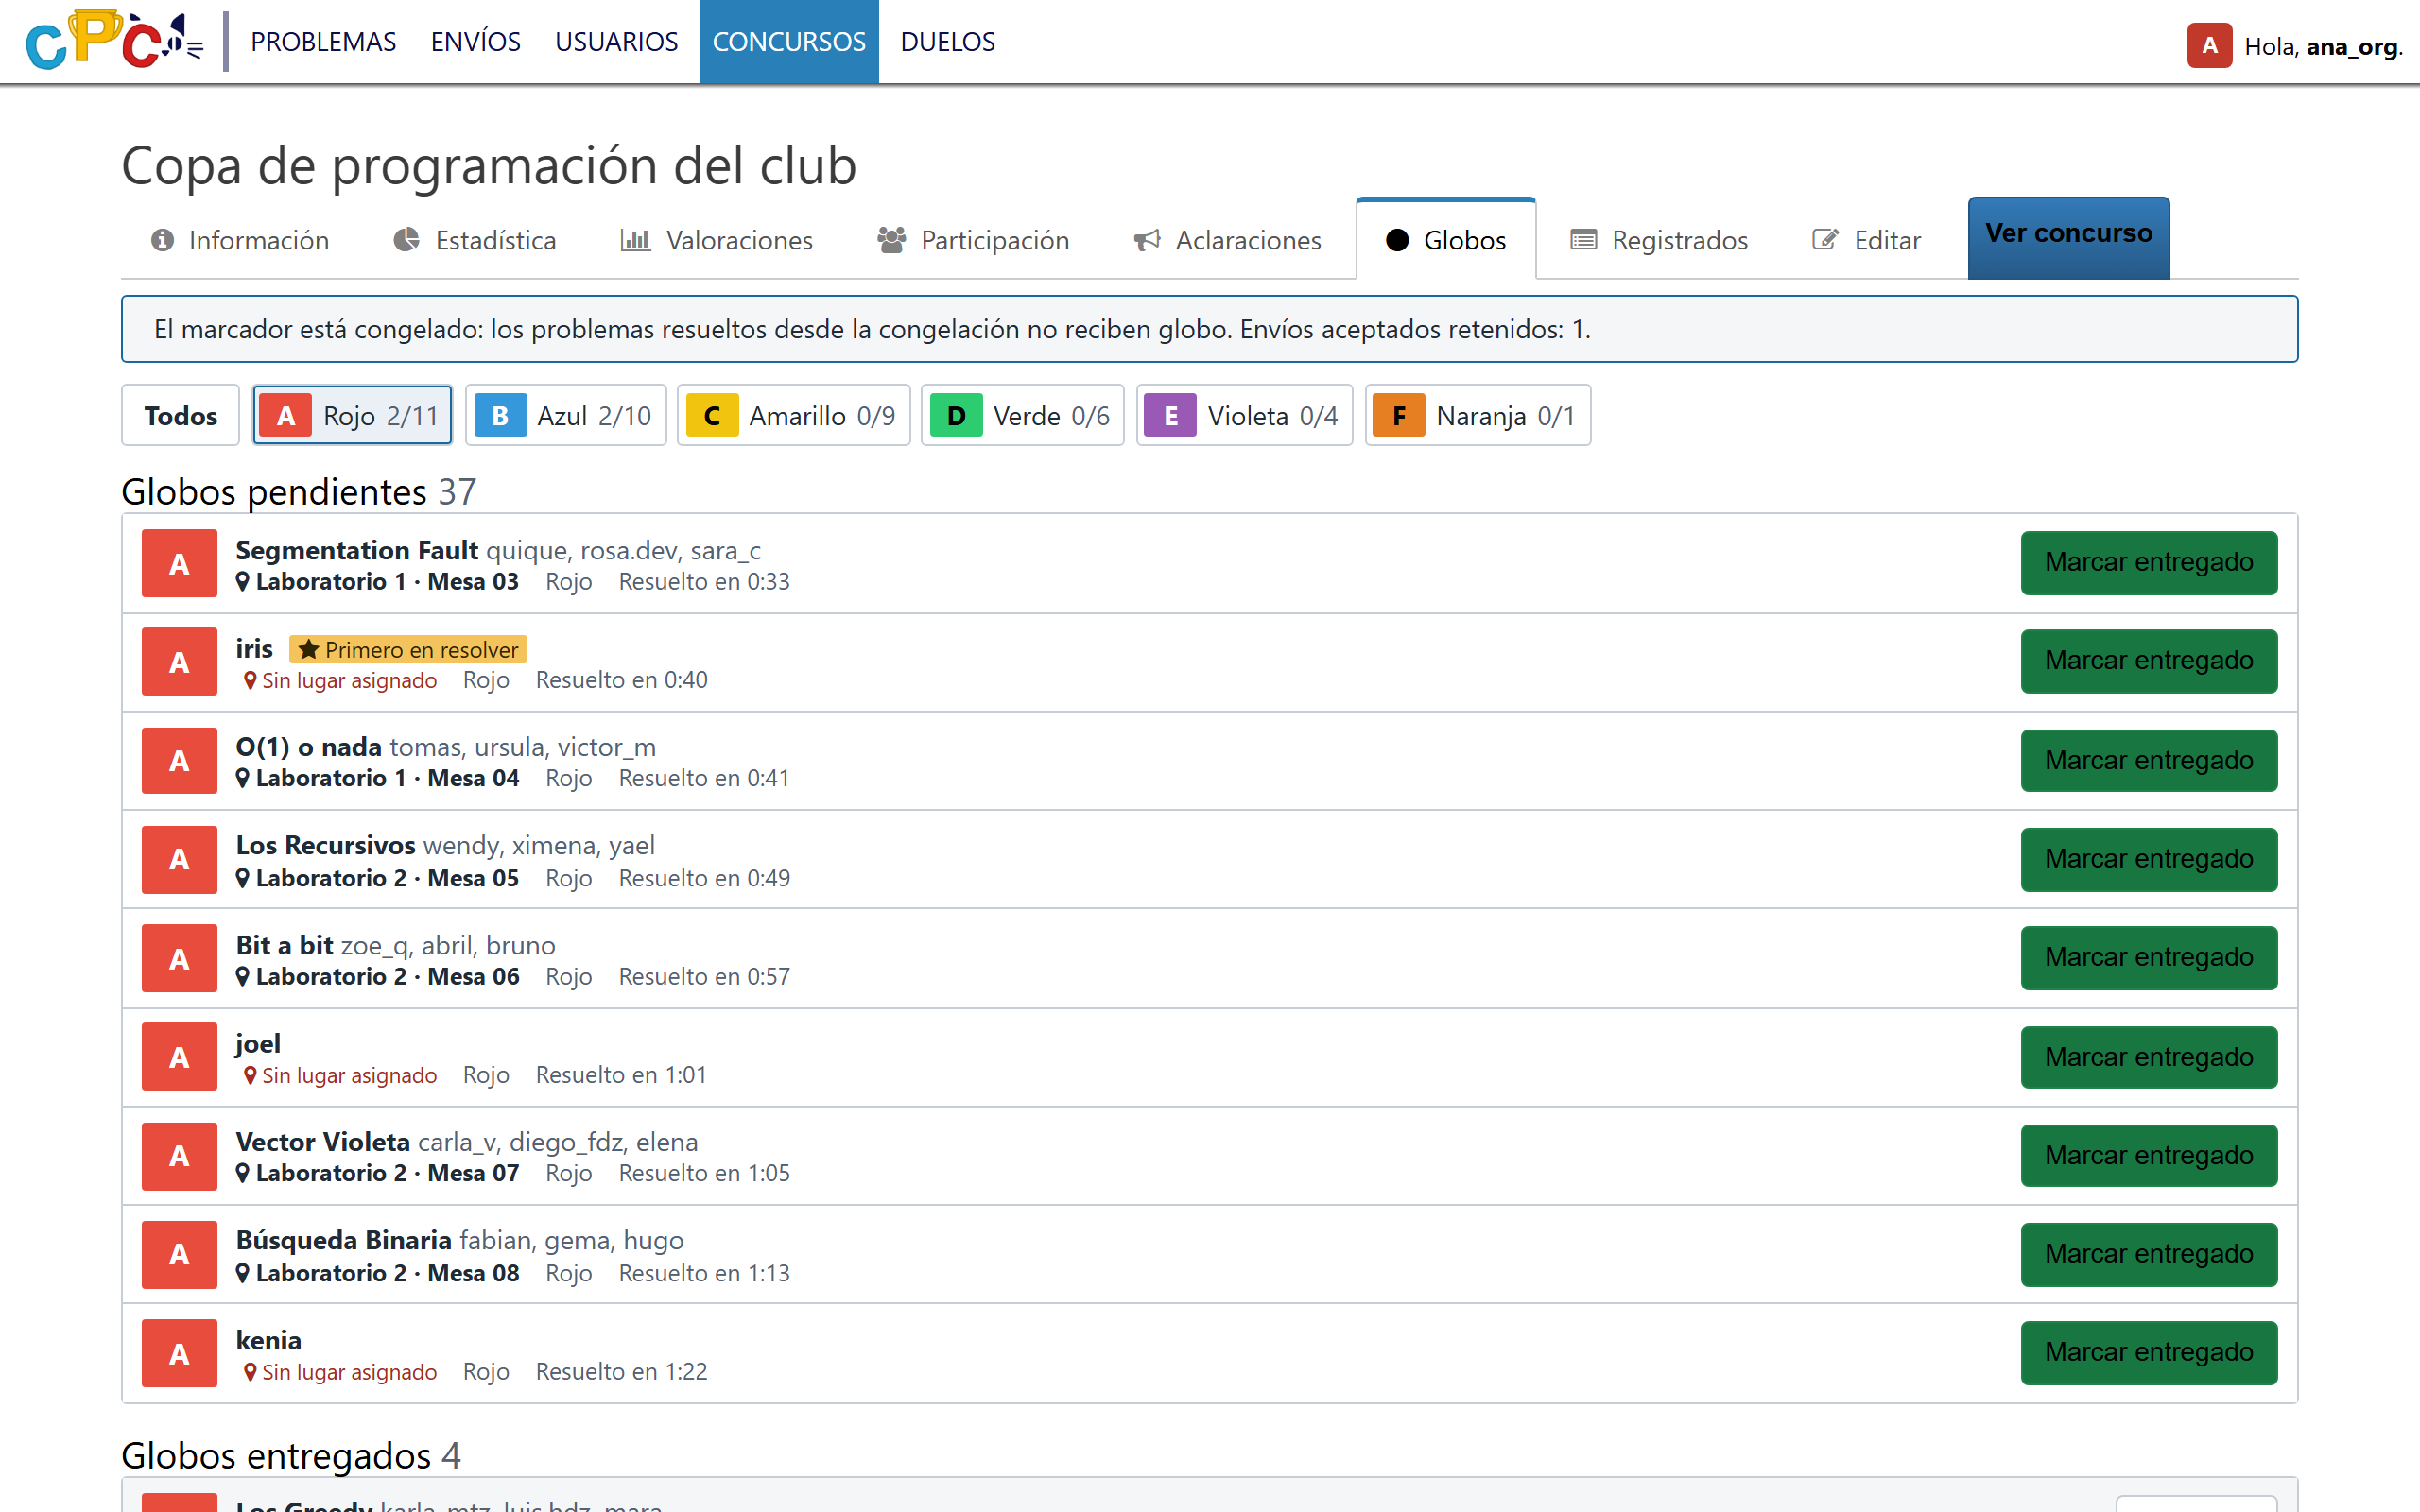 CPC
PROBLEMAS ENVÍOS USUARIOS CONCURSOS DUELOS
A Hola, ana_org.
Copa de programación del club
Información Estadística Valoraciones Participación Aclaraciones Globos Registrados Editar Ver concurso
El marcador está congelado: los problemas resueltos desde la congelación no reciben globo. Envíos aceptados retenidos: 1.
Todos A Rojo 2/11 B Azul 2/10 C Amarillo 0/9 D Verde 0/6 E Violeta 0/4 F Naranja 0/1
Globos pendientes 37
A Segmentation Fault quique, rosa.dev, sara_c
Laboratorio 1 · Mesa 03 Rojo Resuelto en 0:33
Marcar entregado
A iris Primero en resolver
Sin lugar asignado Rojo Resuelto en 0:40
Marcar entregado
A O(1) o nada tomas, ursula, victor_m
Laboratorio 1 · Mesa 04 Rojo Resuelto en 0:41
Marcar entregado
A Los Recursivos wendy, ximena, yael
Laboratorio 2 · Mesa 05 Rojo Resuelto en 0:49
Marcar entregado
A Bit a bit zoe_q, abril, bruno
Laboratorio 2 · Mesa 06 Rojo Resuelto en 0:57
Marcar entregado
A joel
Sin lugar asignado Rojo Resuelto en 1:01
Marcar entregado
A Vector Violeta carla_v, diego_fdz, elena
Laboratorio 2 · Mesa 07 Rojo Resuelto en 1:05
Marcar entregado
A Búsqueda Binaria fabian, gema, hugo
Laboratorio 2 · Mesa 08 Rojo Resuelto en 1:13
Marcar entregado
A kenia
Sin lugar asignado Rojo Resuelto en 1:22
Marcar entregado
Globos entregados 4
Los Greedy karla_mtz, luis.hdz, mara